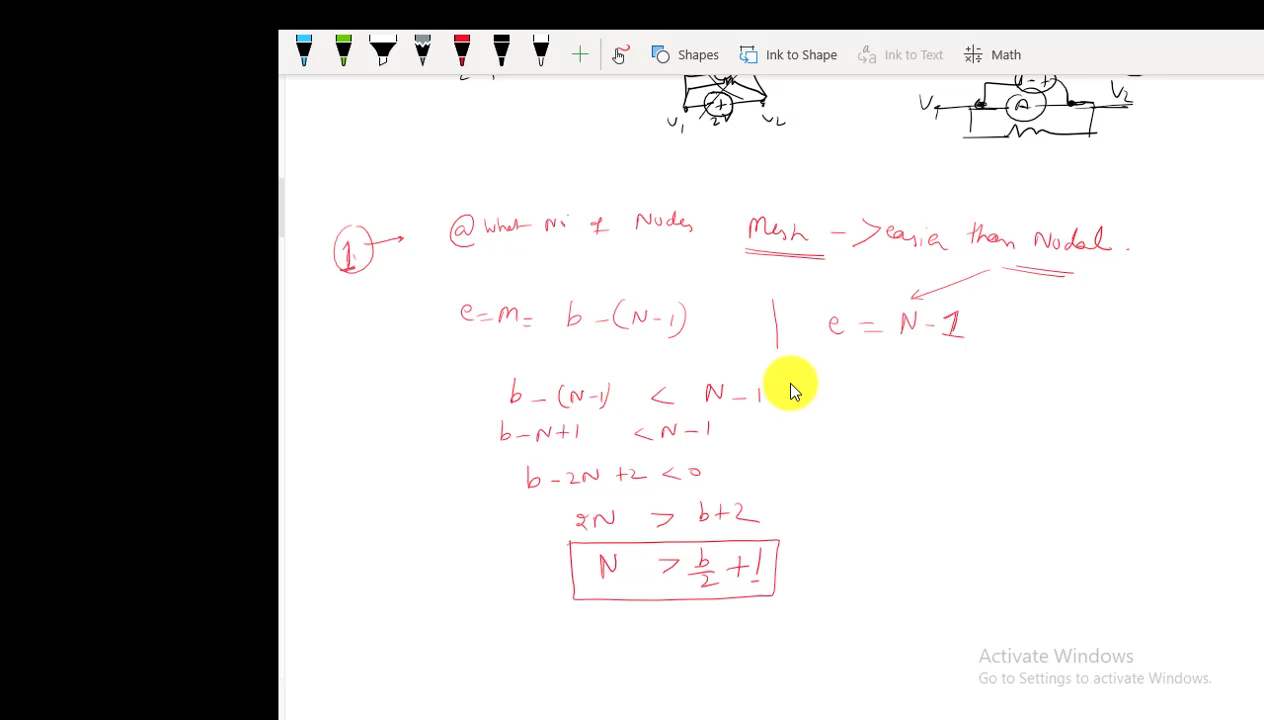 Shapes Ink to Shape Ink to Text Math
V1 2V V2
V1 A V2
1 → @ What No of Nodes Mesh -> easier than Nodal.
e=m= b-(N-1) | e = N-1
b-(N-1) < N-1
b-N+1 < N-1
b-2N+2 < 0
2N > b+2
N > b/2 + 1
Activate Windows
Go to Settings to activate Windows.